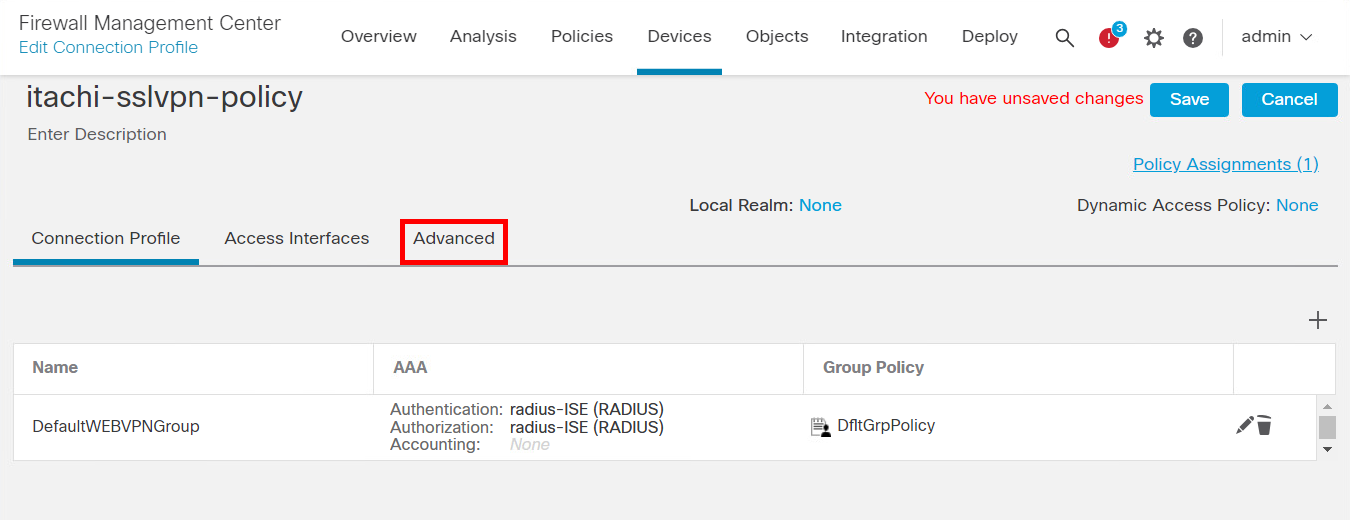 Firewall Management Center
Edit Connection Profile
Overview Analysis Policies Devices Objects Integration Deploy 3 admin
itachi-sslvpn-policy
You have unsaved changes Save Cancel
Enter Description
Policy Assignments (1)
Local Realm: None Dynamic Access Policy: None
Connection Profile Access Interfaces Advanced
Name AAA Group Policy
DefaultWEBVPNGroup
Authentication: radius-ISE (RADIUS)
Authorization: radius-ISE (RADIUS)
Accounting: None
DfltGrpPolicy